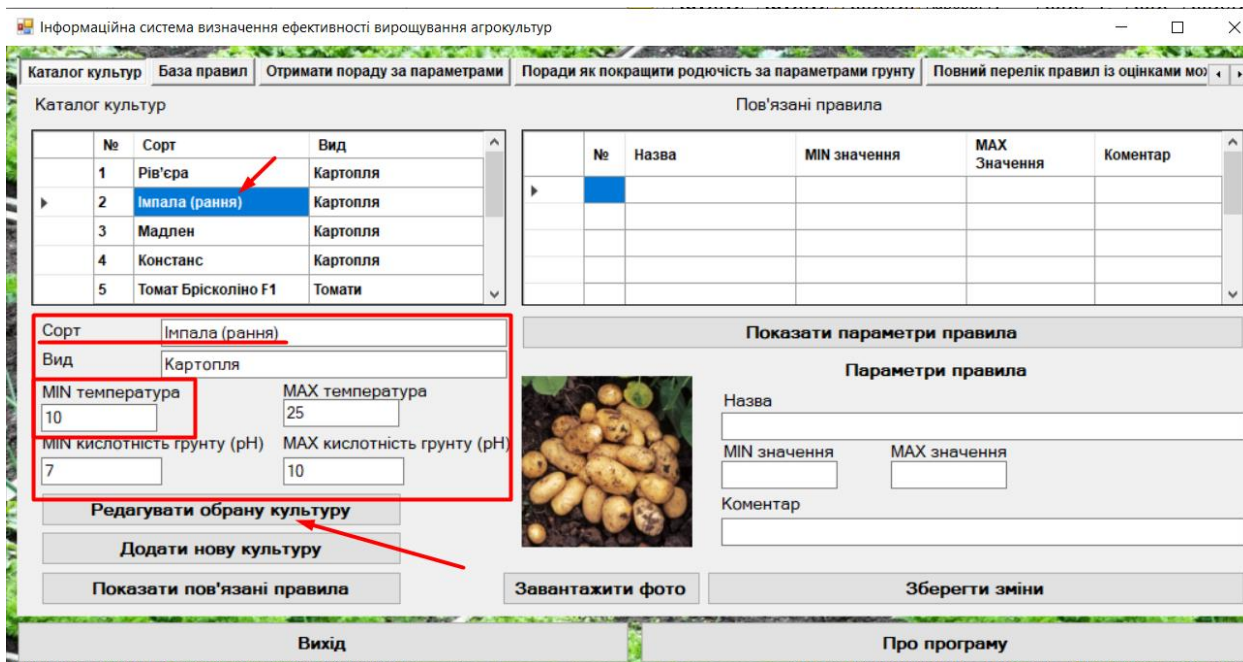 Інформаційна система визначення ефективності вирощування агрокультур
Каталог культур База правил Отримати пораду за параметрами Поради як покращити родючість за параметрами грунту Повний перелік правил із оцінками
Каталог культур
Пов'язані правила
№ Сорт Вид
1 Рів'єра Картопля
2 Імпала (рання) Картопля
3 Мадлен Картопля
4 Констанс Картопля
5 Томат Брісколіно F1 Томати
№ Назва MIN значення MAX Значення Коментар
Сорт Імпала (рання)
Вид Картопля
MIN температура MAX температура
10 25
MIN кислотність грунту (pH) MAX кислотність грунту (pH)
7 10
Редагувати обрану культуру
Додати нову культуру
Показати пов'язані правила
Показати параметри правила
Параметри правила
Назва
MIN значення MAX значення
Коментар
Завантажити фото Зберегти зміни
Вихід Про програму